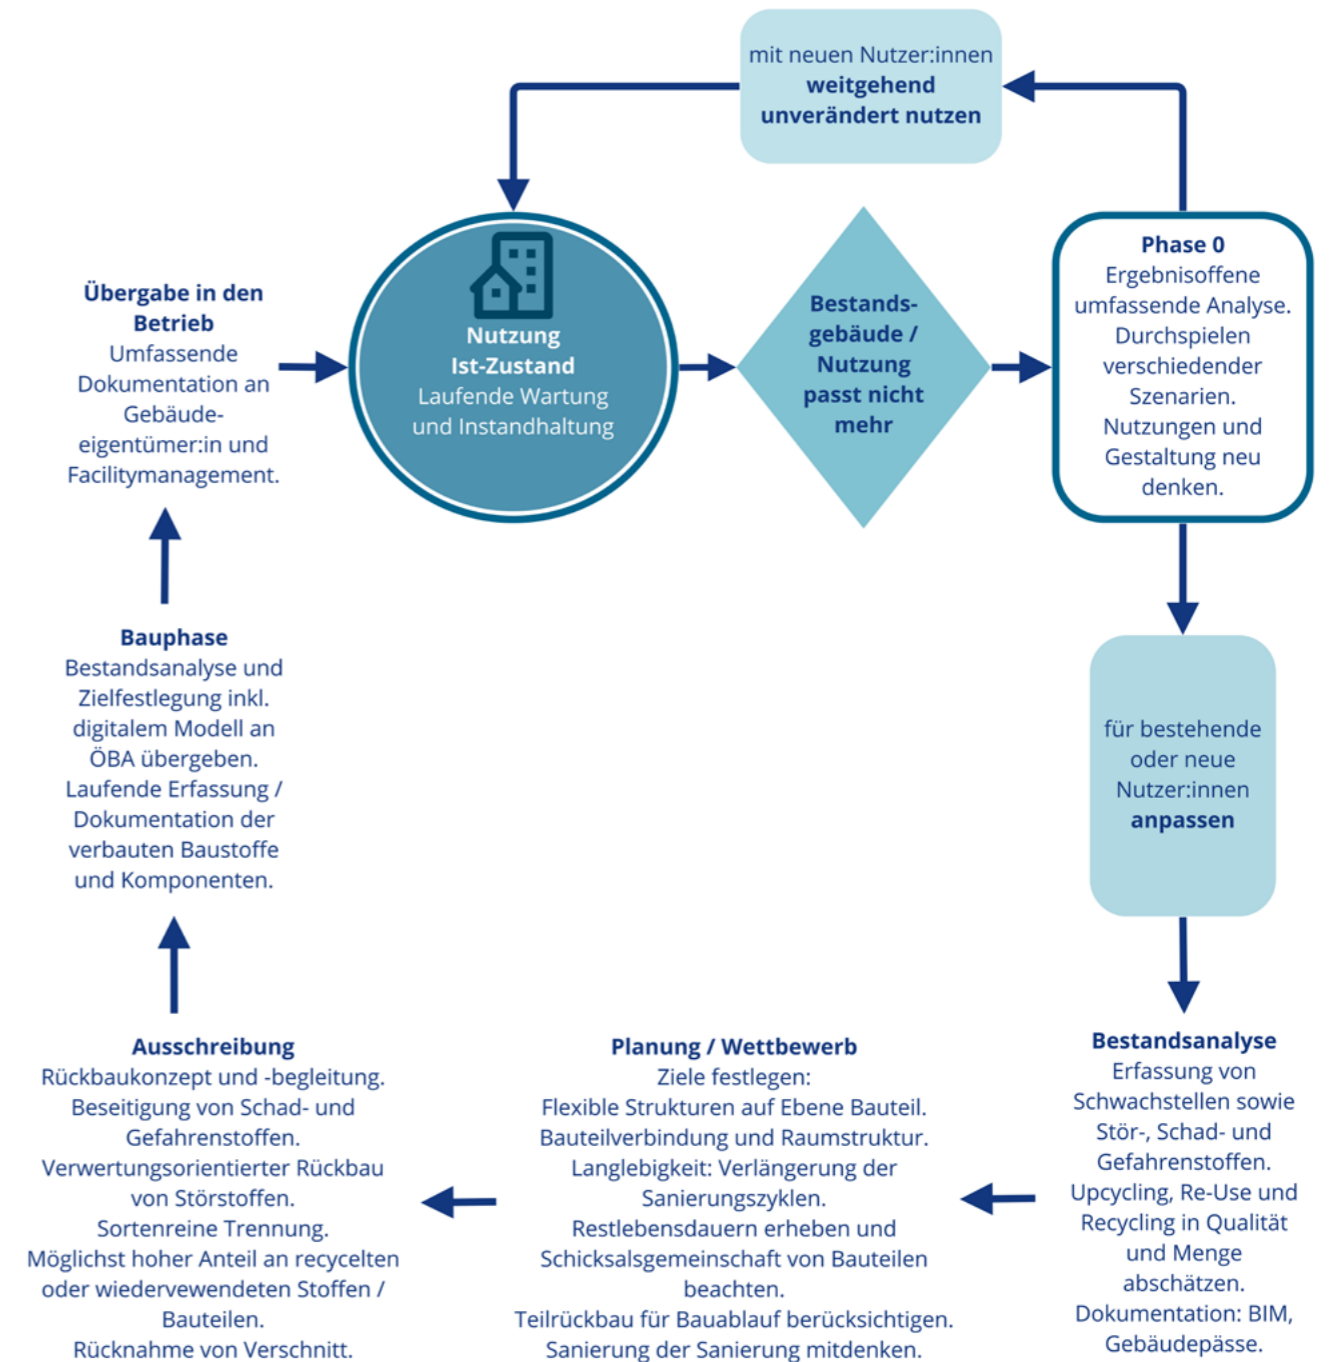 mit neuen Nutzer:innen
weitgehend
unverändert nutzen
Nutzung
Ist-Zustand
Laufende Wartung
und Instandhaltung
Bestands-
gebäude /
Nutzung
passt nicht
mehr
Phase 0
Ergebnisoffene
umfassende Analyse.
Durchspielen
verschiedender
Szenarien.
Nutzungen und
Gestaltung neu
denken.
für bestehende
oder neue
Nutzer:innen
anpassen
Bestandsanalyse
Erfassung von
Schwachstellen sowie
Stör-, Schad- und
Gefahrenstoffen.
Upcycling, Re-Use und
Recycling in Qualität
und Menge
abschätzen.
Dokumentation: BIM,
Gebäudepässe.
Planung / Wettbewerb
Ziele festlegen:
Flexible Strukturen auf Ebene Bauteil.
Bauteilverbindung und Raumstruktur.
Langlebigkeit: Verlängerung der
Sanierungszyklen.
Restlebensdauern erheben und
Schicksalsgemeinschaft von Bauteilen
beachten.
Teilrückbau für Bauablauf berücksichtigen.
Sanierung der Sanierung mitdenken.
Ausschreibung
Rückbaukonzept und -begleitung.
Beseitigung von Schad- und
Gefahrenstoffen.
Verwertungsorientierter Rückbau
von Störstoffen.
Sortenreine Trennung.
Möglichst hoher Anteil an recycelten
oder wiedervewendeten Stoffen /
Bauteilen.
Rücknahme von Verschnitt.
Bauphase
Bestandsanalyse und
Zielfestlegung inkl.
digitalem Modell an
ÖBA übergeben.
Laufende Erfassung /
Dokumentation der
verbauten Baustoffe
und Komponenten.
Übergabe in den
Betrieb
Umfassende
Dokumentation an
Gebäude-
eigentümer:in und
Facilitymanagement.